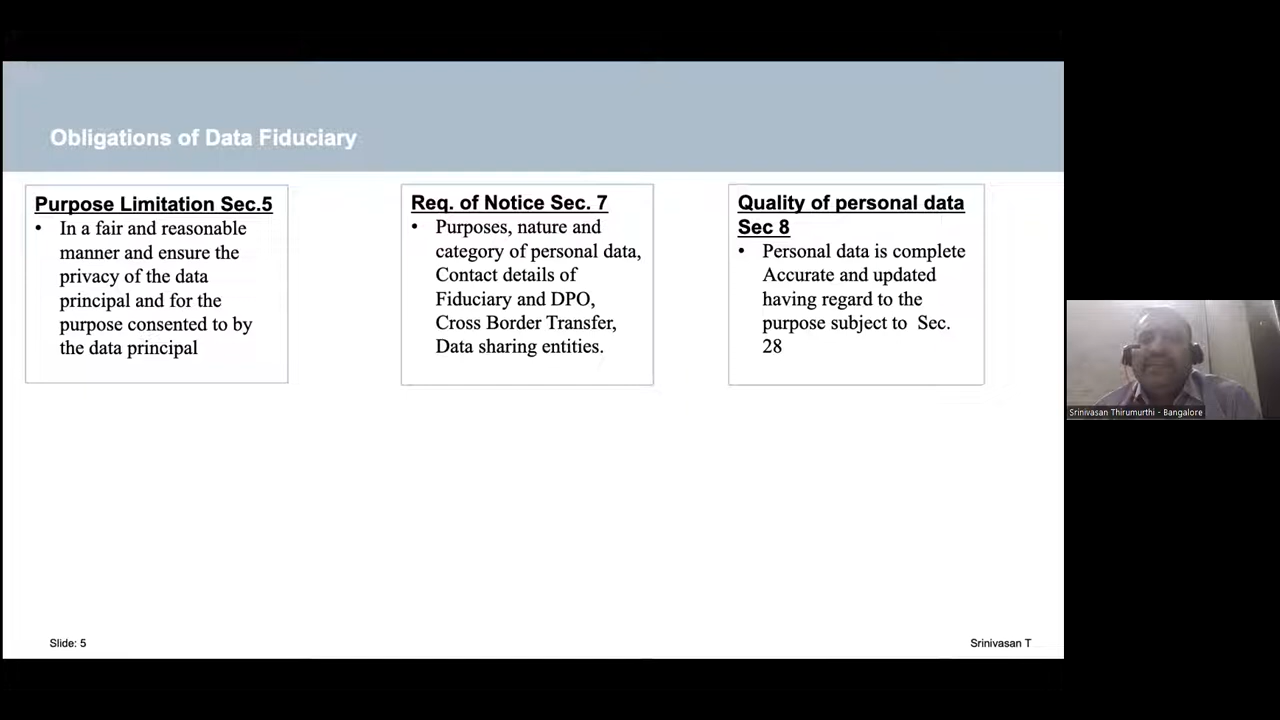 Obligations of Data Fiduciary
Purpose Limitation Sec.5
• In a fair and reasonable
manner and ensure the
privacy of the data
principal and for the
purpose consented to by
the data principal
Req. of Notice Sec. 7
• Purposes, nature and
category of personal data,
Contact details of
Fiduciary and DPO,
Cross Border Transfer,
Data sharing entities.
Quality of personal data
Sec 8
• Personal data is complete
Accurate and updated
having regard to the
purpose subject to Sec.
28
Srinivasan Thirumurthi - Bangalore
Slide: 5
Srinivasan T